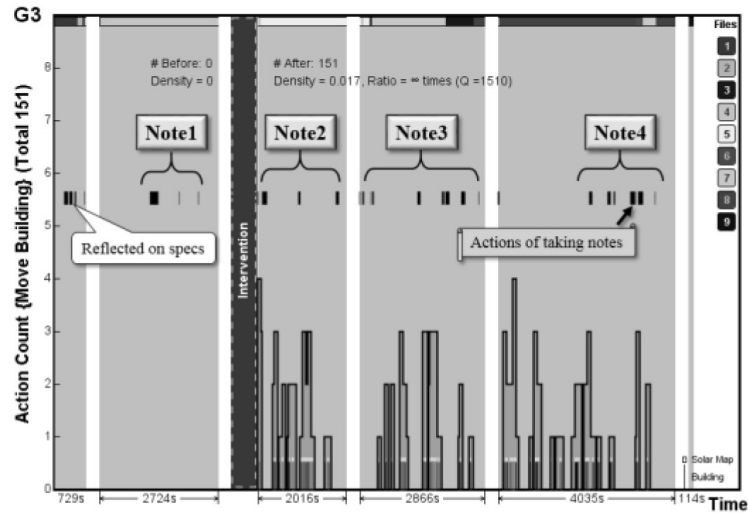 G3
Files
# Before: 0
Density = 0
# After: 151
Density = 0.017, Ratio = ∞ times (Q =1510)
1
2
3
4
5
6
7
8
9
Note1
Note2
Note3
Note4
Reflected on specs
Actions of taking notes
Intervention
Action Count {Move Building} (Total 151)
8
7
6
5
4
3
2
1
0
Solar Map
Building
729s
2724s
2016s
2866s
4035s
114s
Time